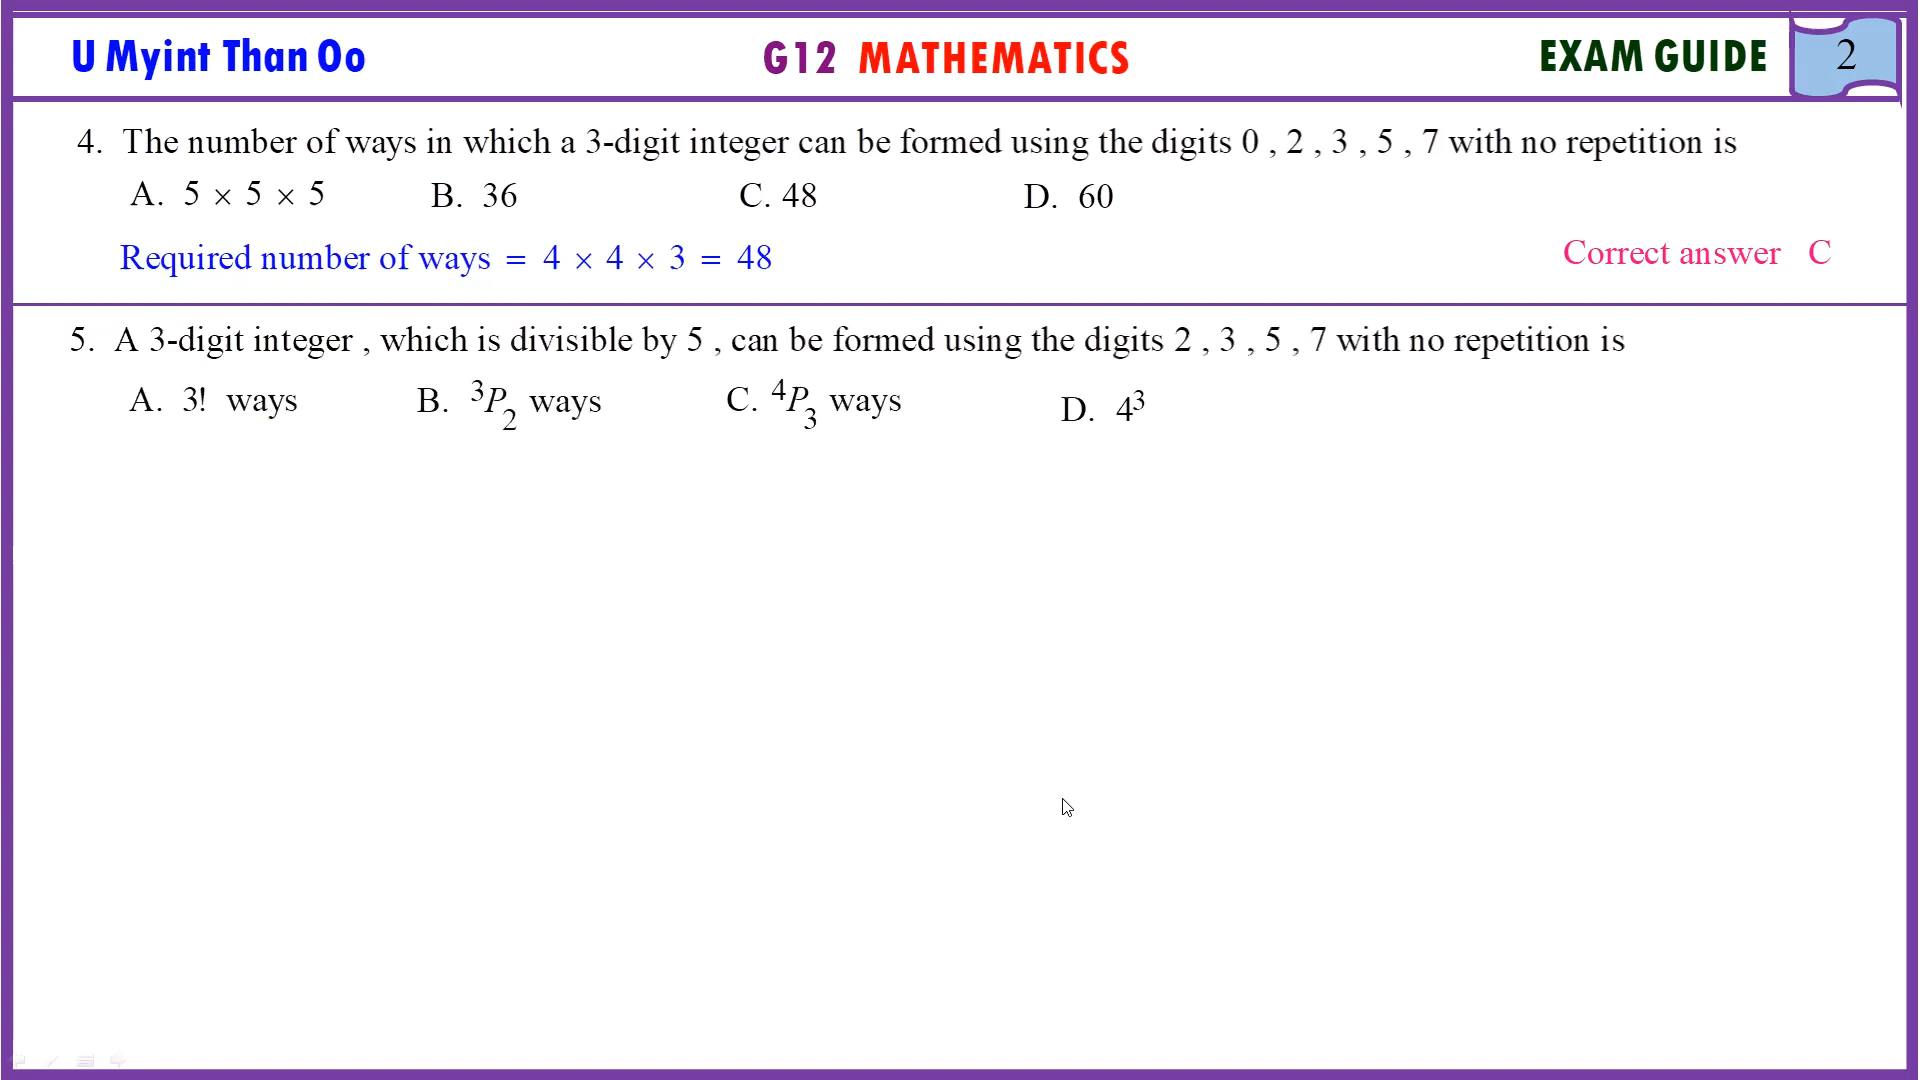 U Myint Than Oo G12 MATHEMATICS EXAM GUIDE 2
4. The number of ways in which a 3-digit integer can be formed using the digits 0 , 2 , 3 , 5 , 7 with no repetition is
A. 5 × 5 × 5 B. 36 C. 48 D. 60
Required number of ways = 4 × 4 × 3 = 48 Correct answer C
5. A 3-digit integer , which is divisible by 5 , can be formed using the digits 2 , 3 , 5 , 7 with no repetition is
A. 3! ways B. ³P₂ ways C. ⁴P₃ ways D. 4³